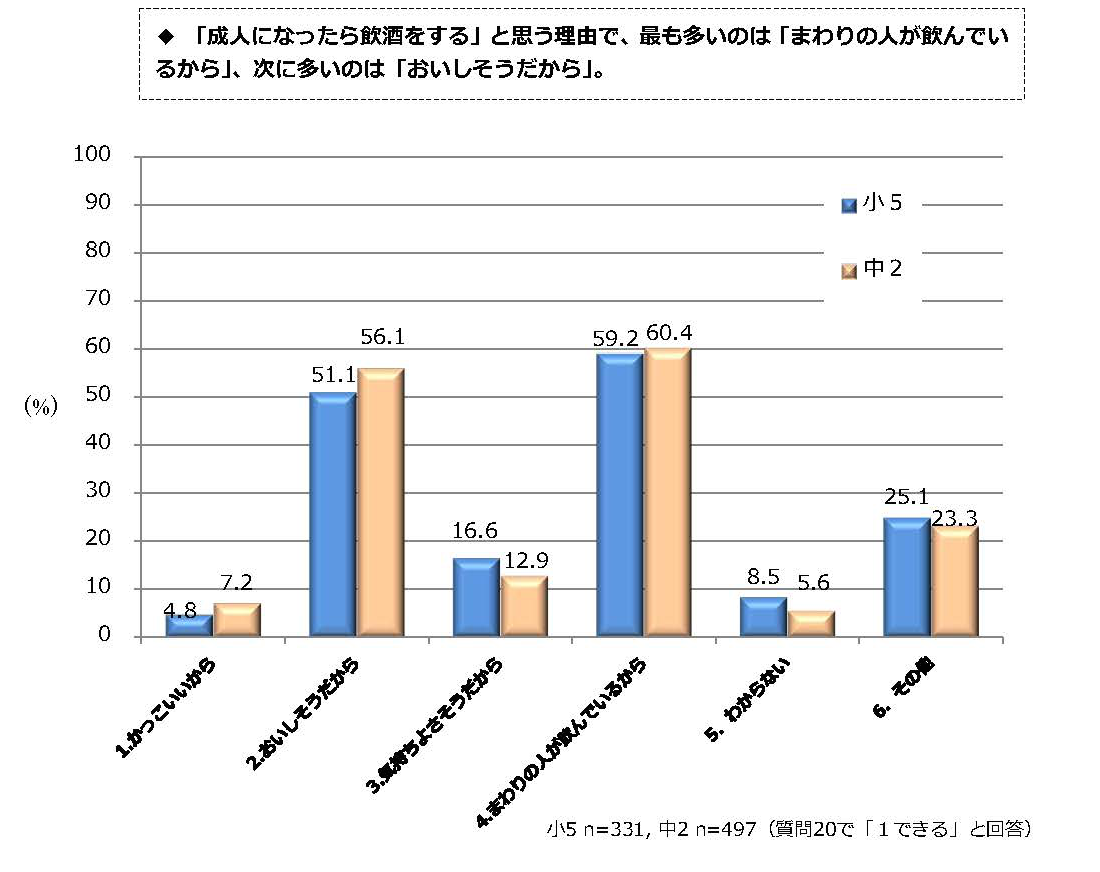 ◆ 「成人になったら飲酒をする」と思う理由で、最も多いのは「まわりの人が飲んでい
るから」、次に多いのは「おいしそうだから」。
100
90
80
70
60
50
40
30
20
10
0
(%)
小５
中２
4.8
7.2
51.1
56.1
16.6
12.9
59.2
60.4
8.5
5.6
25.1
23.3
1.かっこいいから
2.おいしそうだから
3.気持ちよさそうだから
4.まわりの人が飲んでいるから
5．わからない
6．その他
小5 n=331, 中2 n=497（質問20で「１できる」と回答）